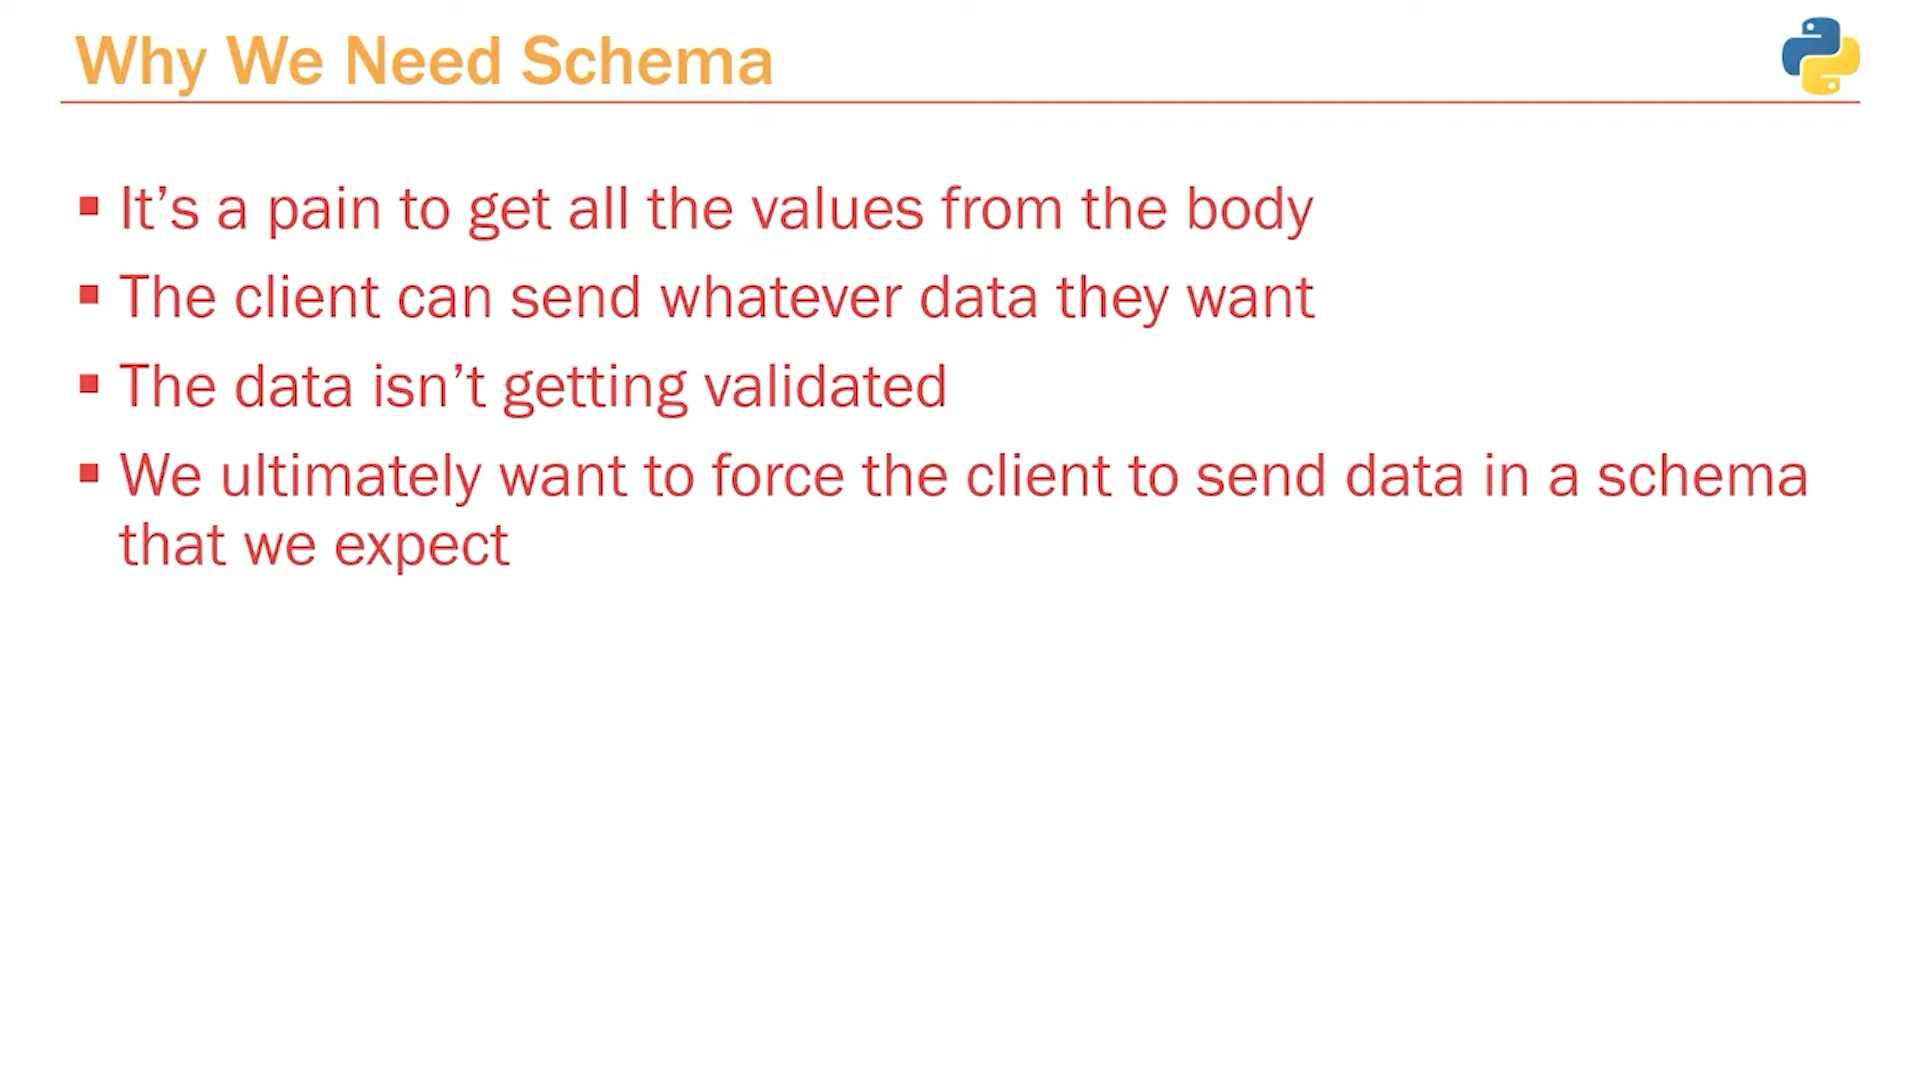 Why We Need Schema
▪ It’s a pain to get all the values from the body
▪ The client can send whatever data they want
▪ The data isn’t getting validated
▪ We ultimately want to force the client to send data in a schema
that we expect